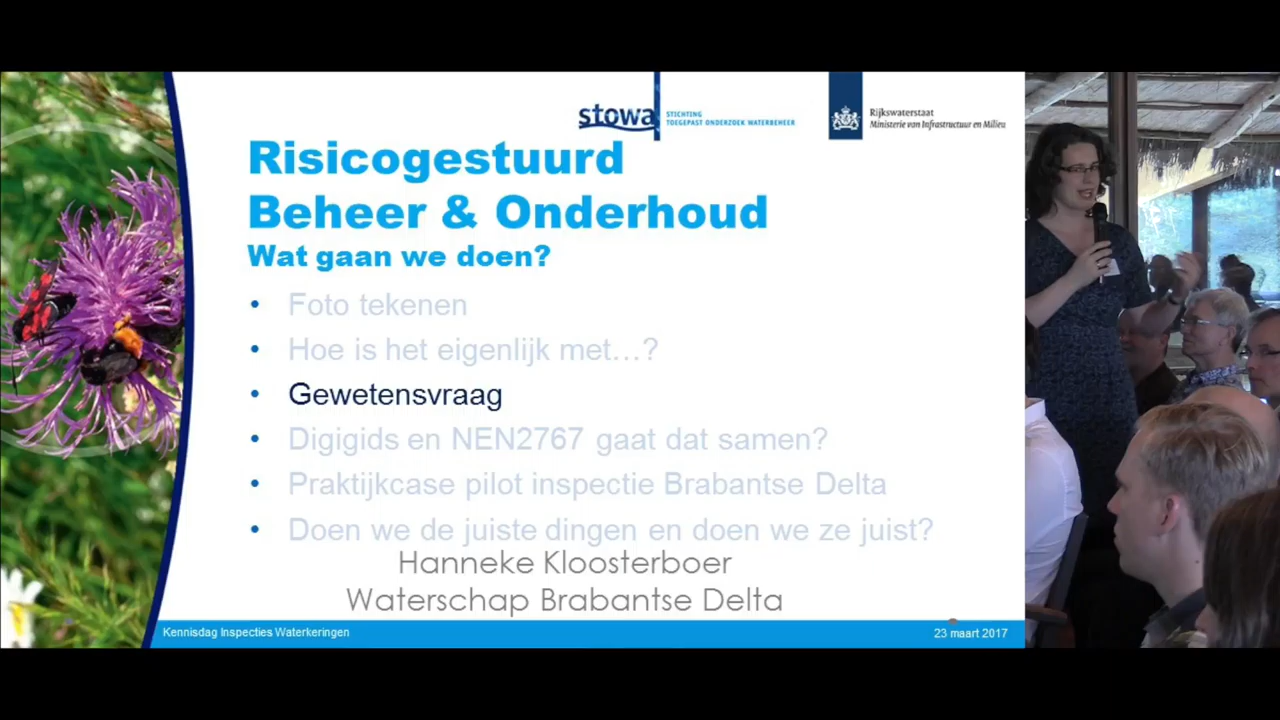 stowa
STICHTING
TOEGEPAST ONDERZOEK WATERBEHEER
Rijkswaterstaat
Ministerie van Infrastructuur en Milieu
Risicogestuurd
Beheer & Onderhoud
Wat gaan we doen?
• Foto tekenen
• Hoe is het eigenlijk met…?
• Gewetensvraag
• Digigids en NEN2767 gaat dat samen?
• Praktijkcase pilot inspectie Brabantse Delta
• Doen we de juiste dingen en doen we ze juist?
Hanneke Kloosterboer
Waterschap Brabantse Delta
Kennisdag Inspecties Waterkeringen
23 maart 2017